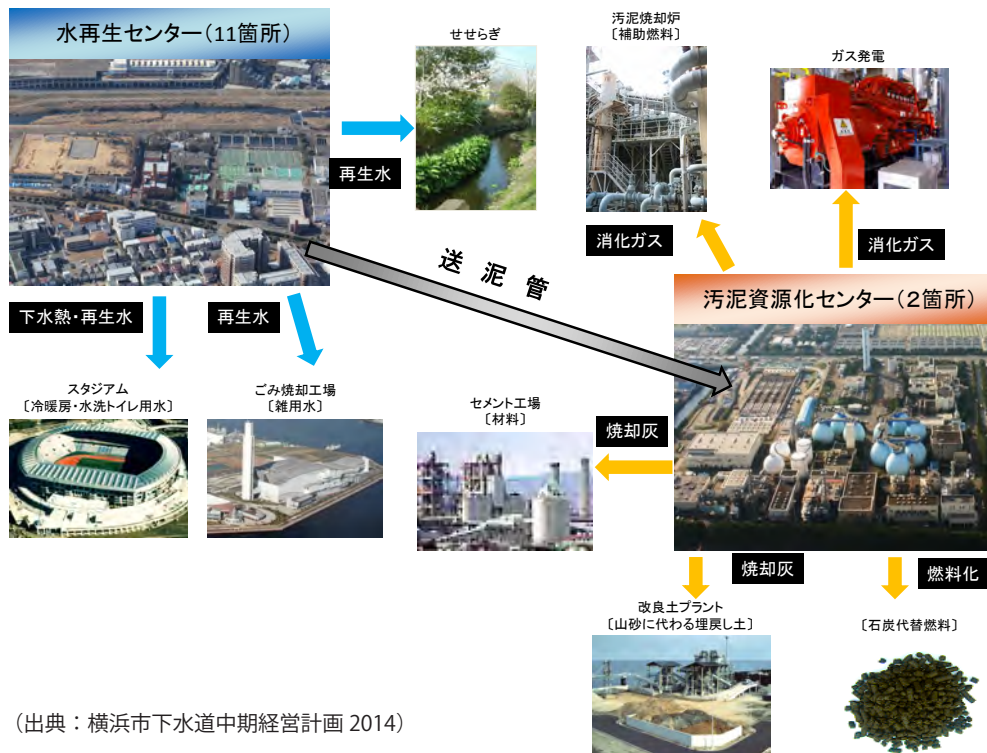 水再生センター(11箇所)
せせらぎ
汚泥焼却炉
〔補助燃料〕
ガス発電
再生水
消化ガス
消化ガス
送泥管
汚泥資源化センター(2箇所)
下水熱・再生水
再生水
スタジアム
〔冷暖房・水洗トイレ用水〕
ごみ焼却工場
〔雑用水〕
セメント工場
〔材料〕
焼却灰
焼却灰
燃料化
改良土プラント
〔山砂に代わる埋戻し土〕
〔石炭代替燃料〕
(出典:横浜市下水道中期経営計画 2014)